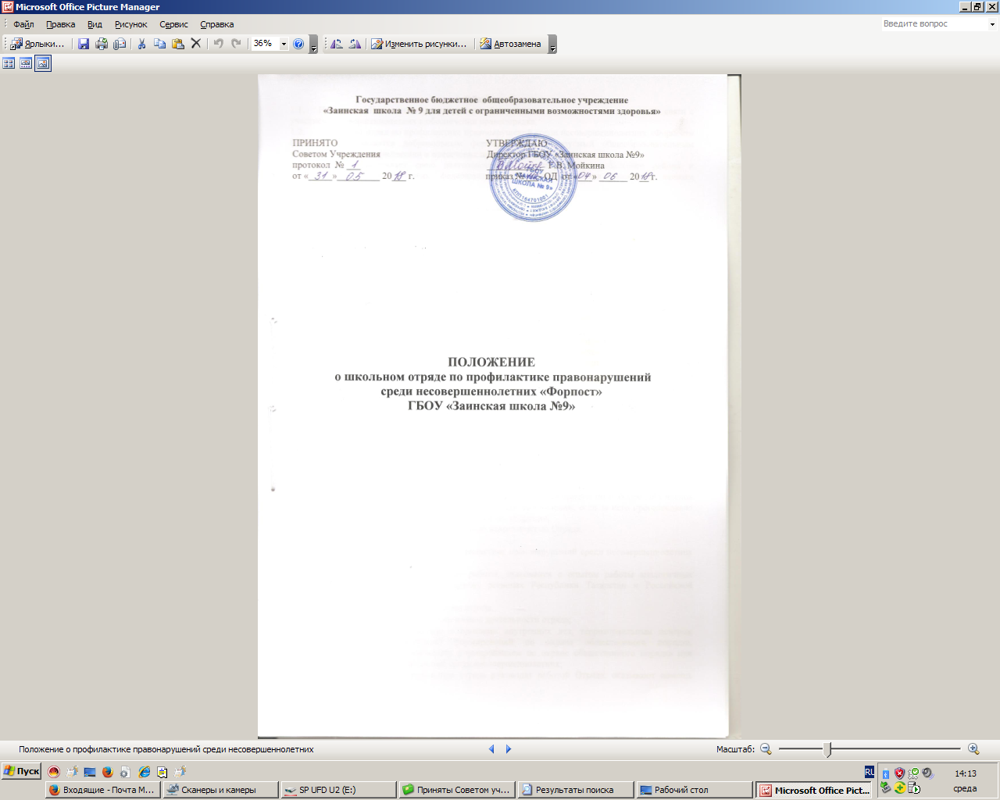 Microsoft Office Picture Manager
Файл Правка Вид Рисунок Сервис Справка
Введите вопрос
Ярлыки... 36% Изменить рисунки... Автозамена
Государственное бюджетное общеобразовательное учреждение
«Заинская школа № 9 для детей с ограниченными возможностями здоровья»
ПРИНЯТО
Советом Учреждения
протокол № 1
от « 31 » 05 20 18 г.
УТВЕРЖДАЮ
Директор ГБОУ «Заинская школа №9»
Г.В. Мойкина
приказ № ОД от «04» 06 2018г.
ШКОЛА № 9»
ПОЛОЖЕНИЕ
о школьном отряде по профилактике правонарушений
среди несовершеннолетних «Форпост»
ГБОУ «Заинская школа №9»
Положение о профилактике правонарушений среди несовершеннолетних
Масштаб:
Пуск
RL
14:13
среда
Входящие - Почта М...
Сканеры и камеры
SP UFD U2 (E:)
Приняты Советом уч...
Результаты поиска
Рабочий стол
Microsoft Office Pict...